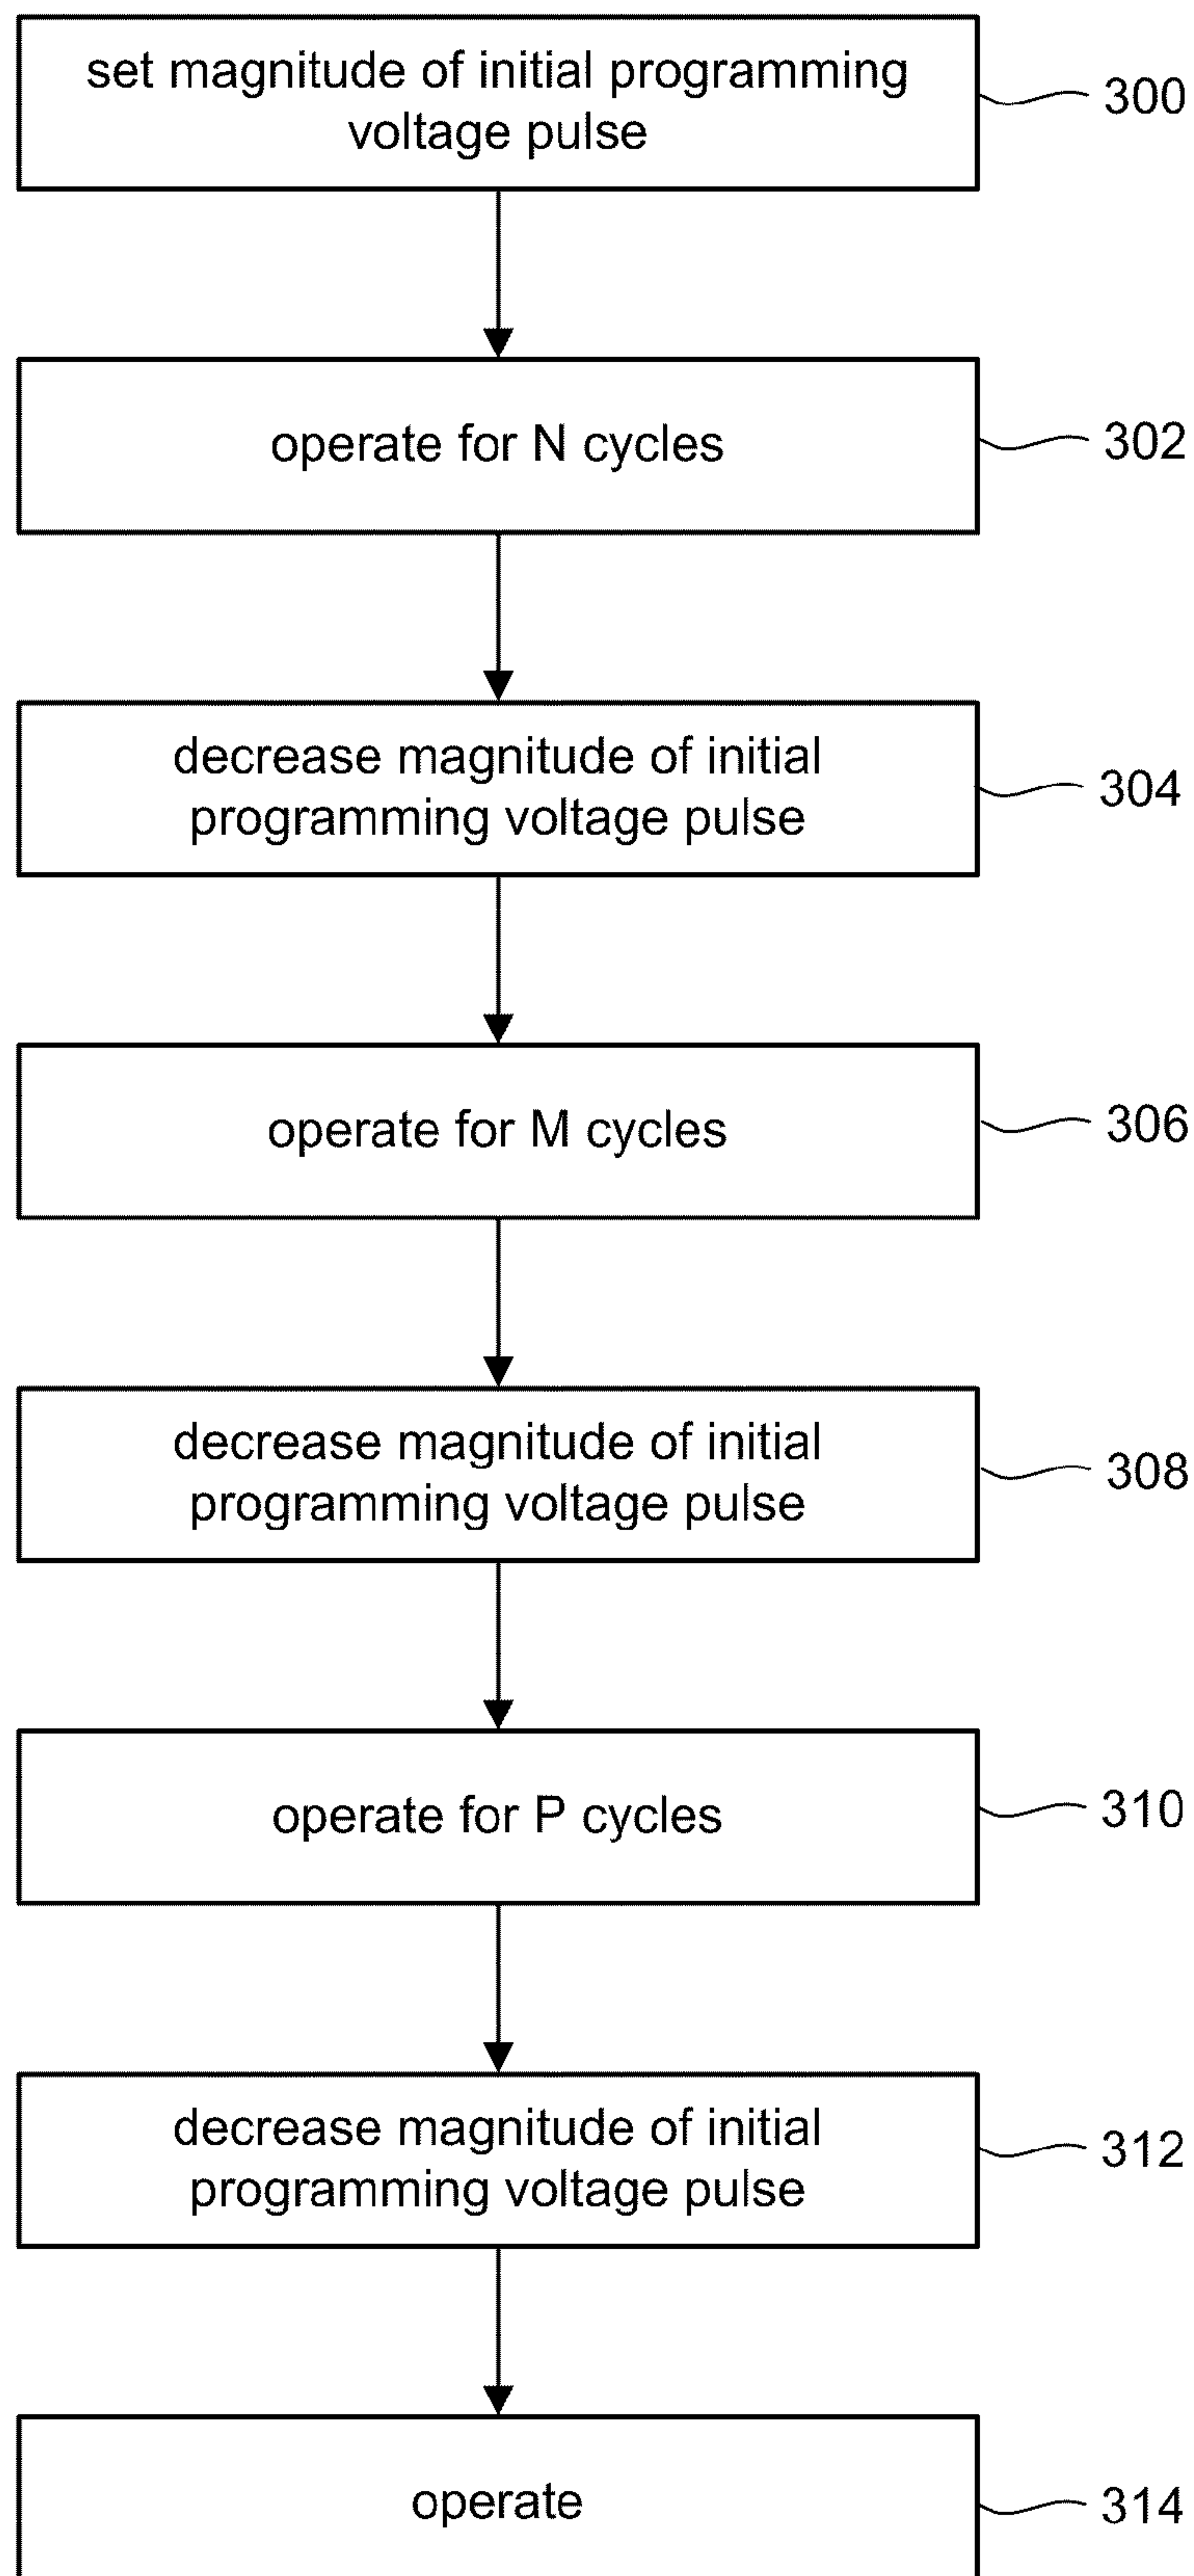 set magnitude of initial programming
voltage pulse
300
operate for N cycles
302
decrease magnitude of initial
programming voltage pulse
304
operate for M cycles
306
decrease magnitude of initial
programming voltage pulse
308
operate for P cycles
310
decrease magnitude of initial
programming voltage pulse
312
operate
314